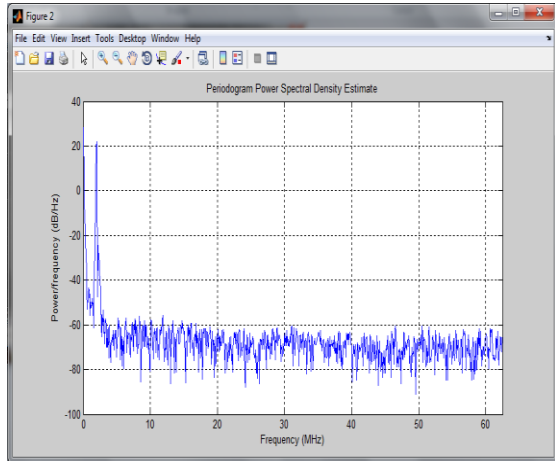 Figure 2
File Edit View Insert Tools Desktop Window Help
Periodogram Power Spectral Density Estimate
40
20
0
-20
-40
-60
-80
-100
Power/frequency (dB/Hz)
0 10 20 30 40 50 60
Frequency (MHz)